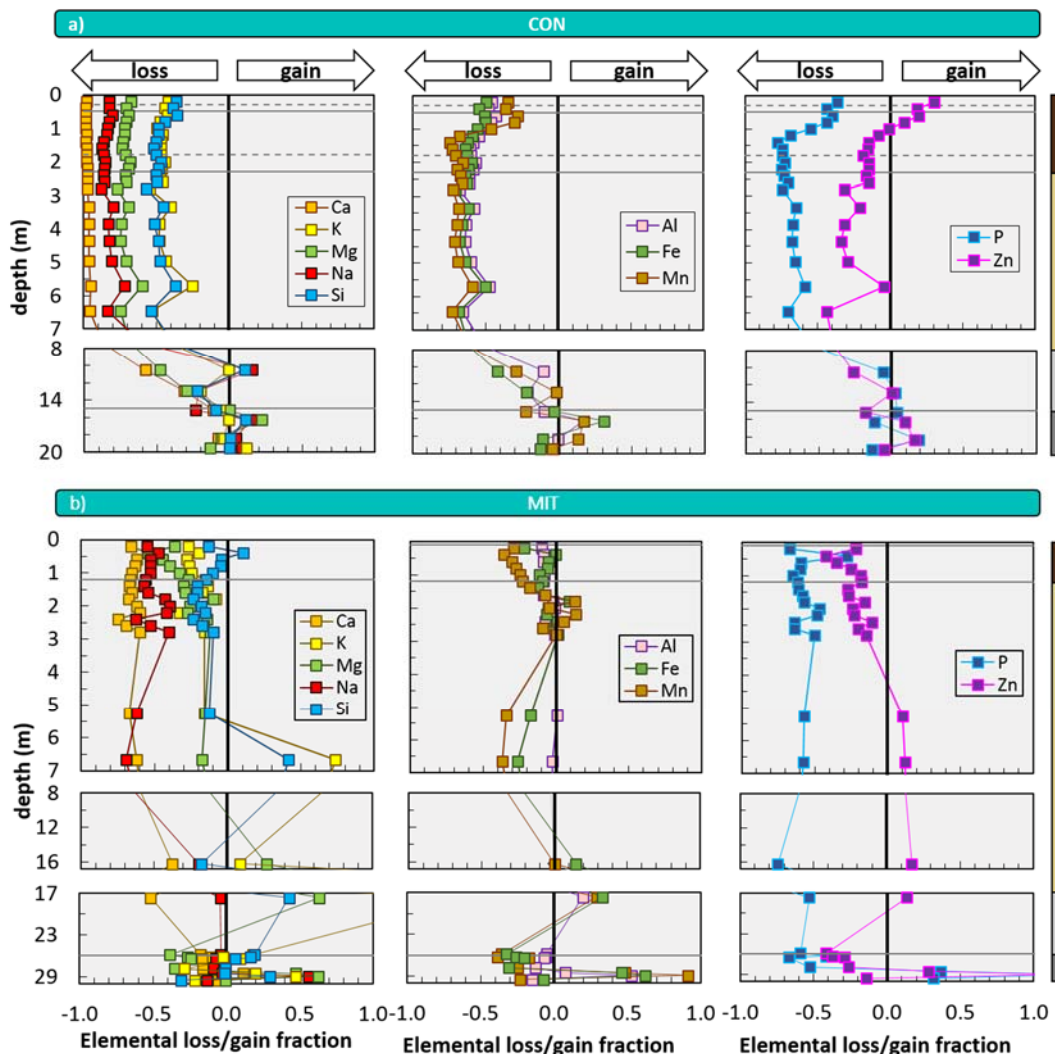 a) CON
loss gain loss gain loss gain
0
1
2
3
4
5
6
7
depth (m)
Ca
K
Mg
Na
Si
Al
Fe
Mn
P
Zn
8
14
20
b) MIT
0
1
2
3
4
5
6
7
depth (m)
Ca
K
Mg
Na
Si
Al
Fe
Mn
P
Zn
8
12
16
17
23
29
-1.0 -0.5 0.0 0.5 1.0 -1.0 -0.5 0.0 0.5 1.0 -1.0 -0.5 0.0 0.5 1.0
Elemental loss/gain fraction Elemental loss/gain fraction Elemental loss/gain fraction